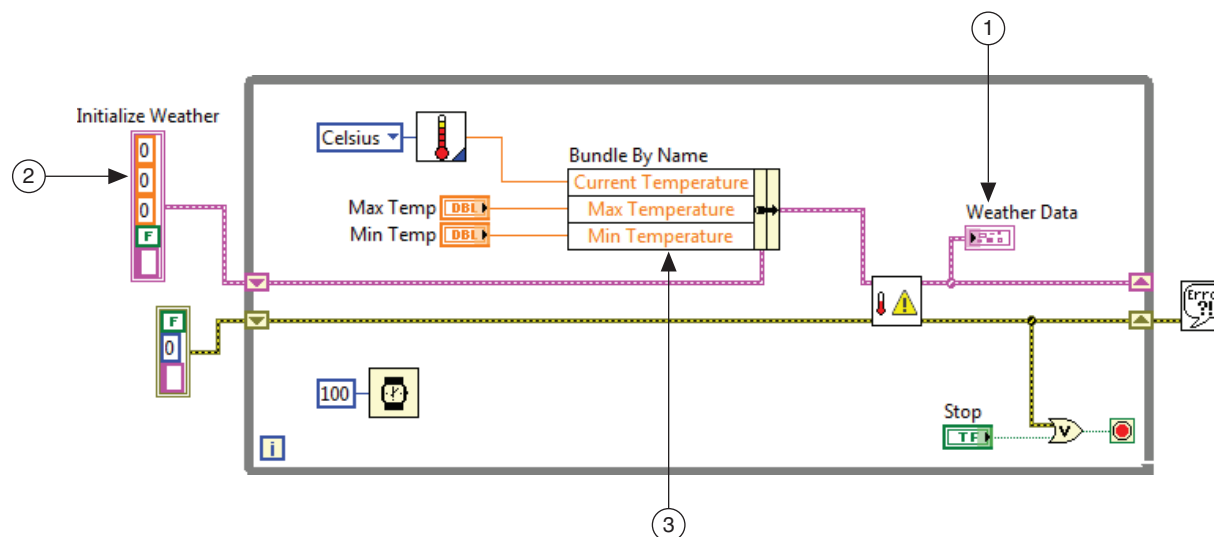 1
Initialize Weather
0
0
0
F
2
Celsius
Bundle By Name
Current Temperature
Max Temp DBL Max Temperature
Min Temp DBL Min Temperature
Weather Data
F
0
Erro
?!
100
i
Stop
TF
V
3